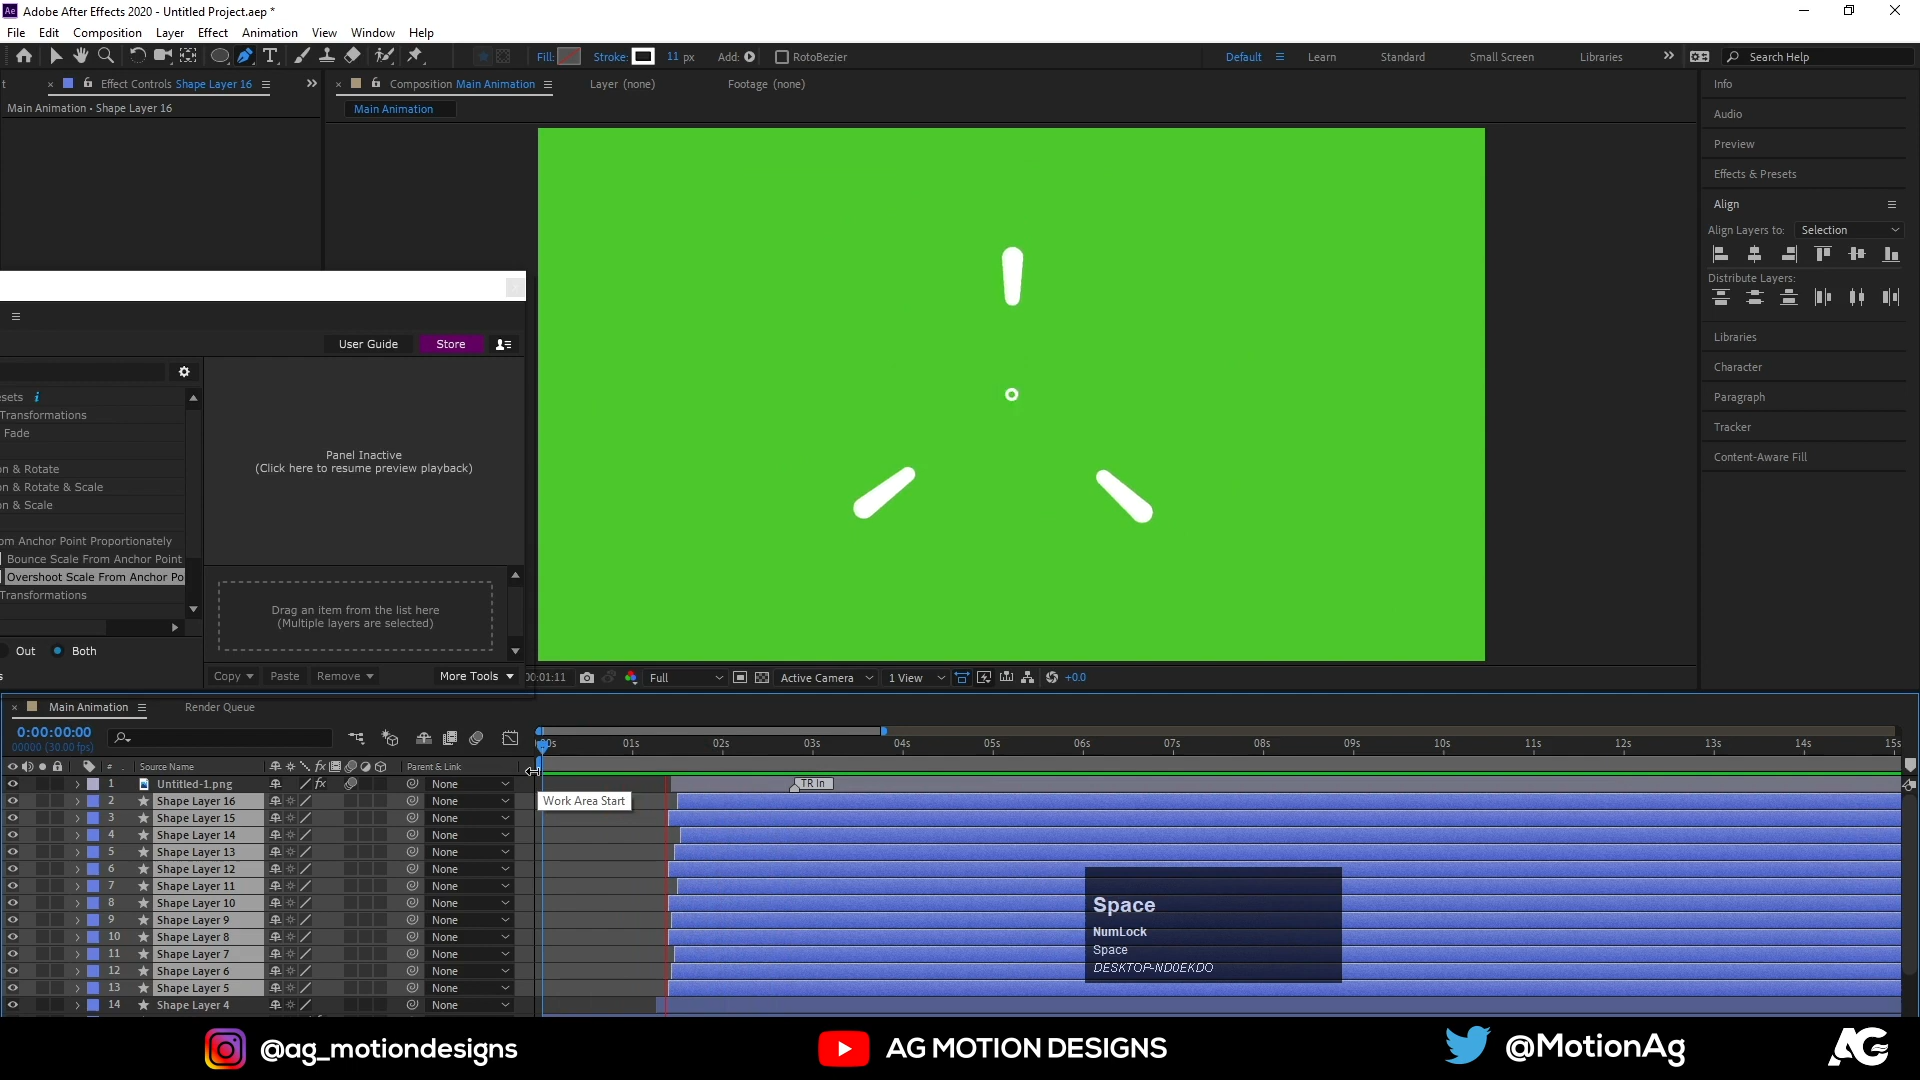 Ae Adobe After Effects 2020 - Untitled Project.aep *
File Edit Composition Layer Effect Animation View Window Help
Fill: Stroke: 11 px Add: RotoBezier Default Learn Standard Small Screen Libraries Search Help
Effect Controls Shape Layer 16
Composition Main Animation Layer (none) Footage (none)
Main Animation • Shape Layer 16
Main Animation
Info
Audio
Preview
Effects & Presets
Align
Align Layers to: Selection
Distribute Layers:
Libraries
Character
Paragraph
Tracker
Content-Aware Fill
User Guide Store
esets i
Transformations
Fade
on & Rotate
on & Rotate & Scale
on & Scale
om Anchor Point Proportionately
Bounce Scale From Anchor Point
Overshoot Scale From Anchor Po
Transformations
Out Both
Panel Inactive
(Click here to resume preview playback)
Drag an item from the list here
(Multiple layers are selected)
Copy Paste Remove More Tools
00:01:11 Full Active Camera 1 View +0.0
Main Animation Render Queue
0:00:00:00
00000 (30.00 fps)
01s 02s 03s 04s 05s 06s 07s 08s 09s 10s 11s 12s 13s 14s 15s
# Source Name fx Parent & Link
1 Untitled-1.png fx None TR In
2 Shape Layer 16 None
Work Area Start
3 Shape Layer 15 None
4 Shape Layer 14 None
5 Shape Layer 13 None
6 Shape Layer 12 None
7 Shape Layer 11 None
8 Shape Layer 10 None
9 Shape Layer 9 None
10 Shape Layer 8 None
11 Shape Layer 7 None
12 Shape Layer 6 None
13 Shape Layer 5 None
14 Shape Layer 4 None
Space
NumLock
Space
DESKTOP-ND0EKDO
@ag_motiondesigns AG MOTION DESIGNS @MotionAg AG